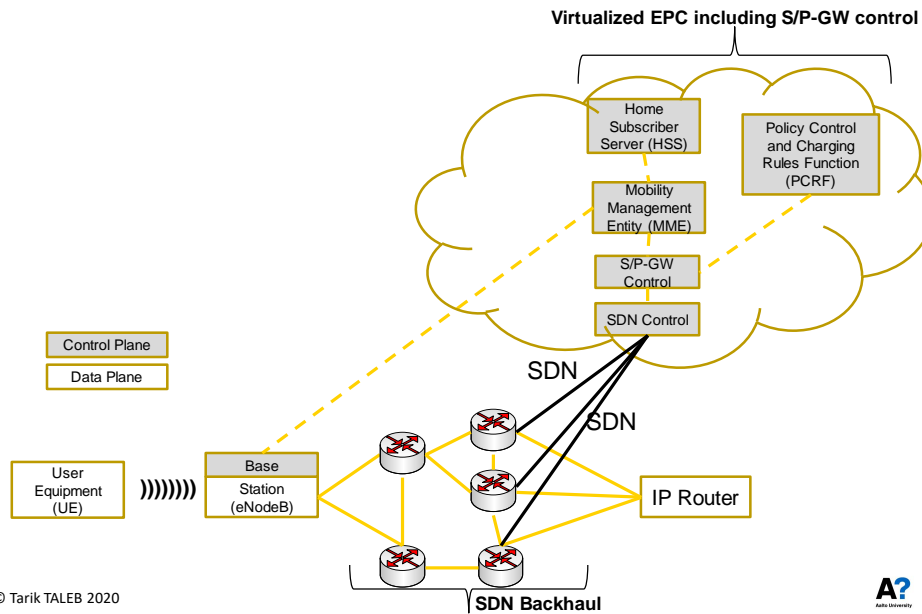 Virtualized EPC including S/P-GW control
Home
Subscriber
Server (HSS)
Policy Control
and Charging
Rules Function
(PCRF)
Mobility
Management
Entity (MME)
S/P-GW
Control
SDN Control
Control Plane
Data Plane
SDN
SDN
User
Equipment
(UE)
))))))))
Base
Station
(eNodeB)
IP Router
SDN Backhaul
© Tarik TALEB 2020
A?
Aalto University